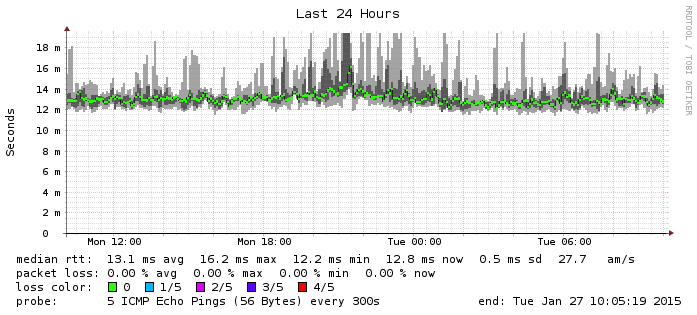 Last 24 Hours
RRDTOOL / TOBI OETIKER
Seconds
18 m
16 m
14 m
12 m
10 m
8 m
6 m
4 m
2 m
0
Mon 12:00 Mon 18:00 Tue 00:00 Tue 06:00
median rtt: 13.1 ms avg 16.2 ms max 12.2 ms min 12.8 ms now 0.5 ms sd 27.7 am/s
packet loss: 0.00 % avg 0.00 % max 0.00 % min 0.00 % now
loss color: 0 1/5 2/5 3/5 4/5
probe: 5 ICMP Echo Pings (56 Bytes) every 300s end: Tue Jan 27 10:05:19 2015